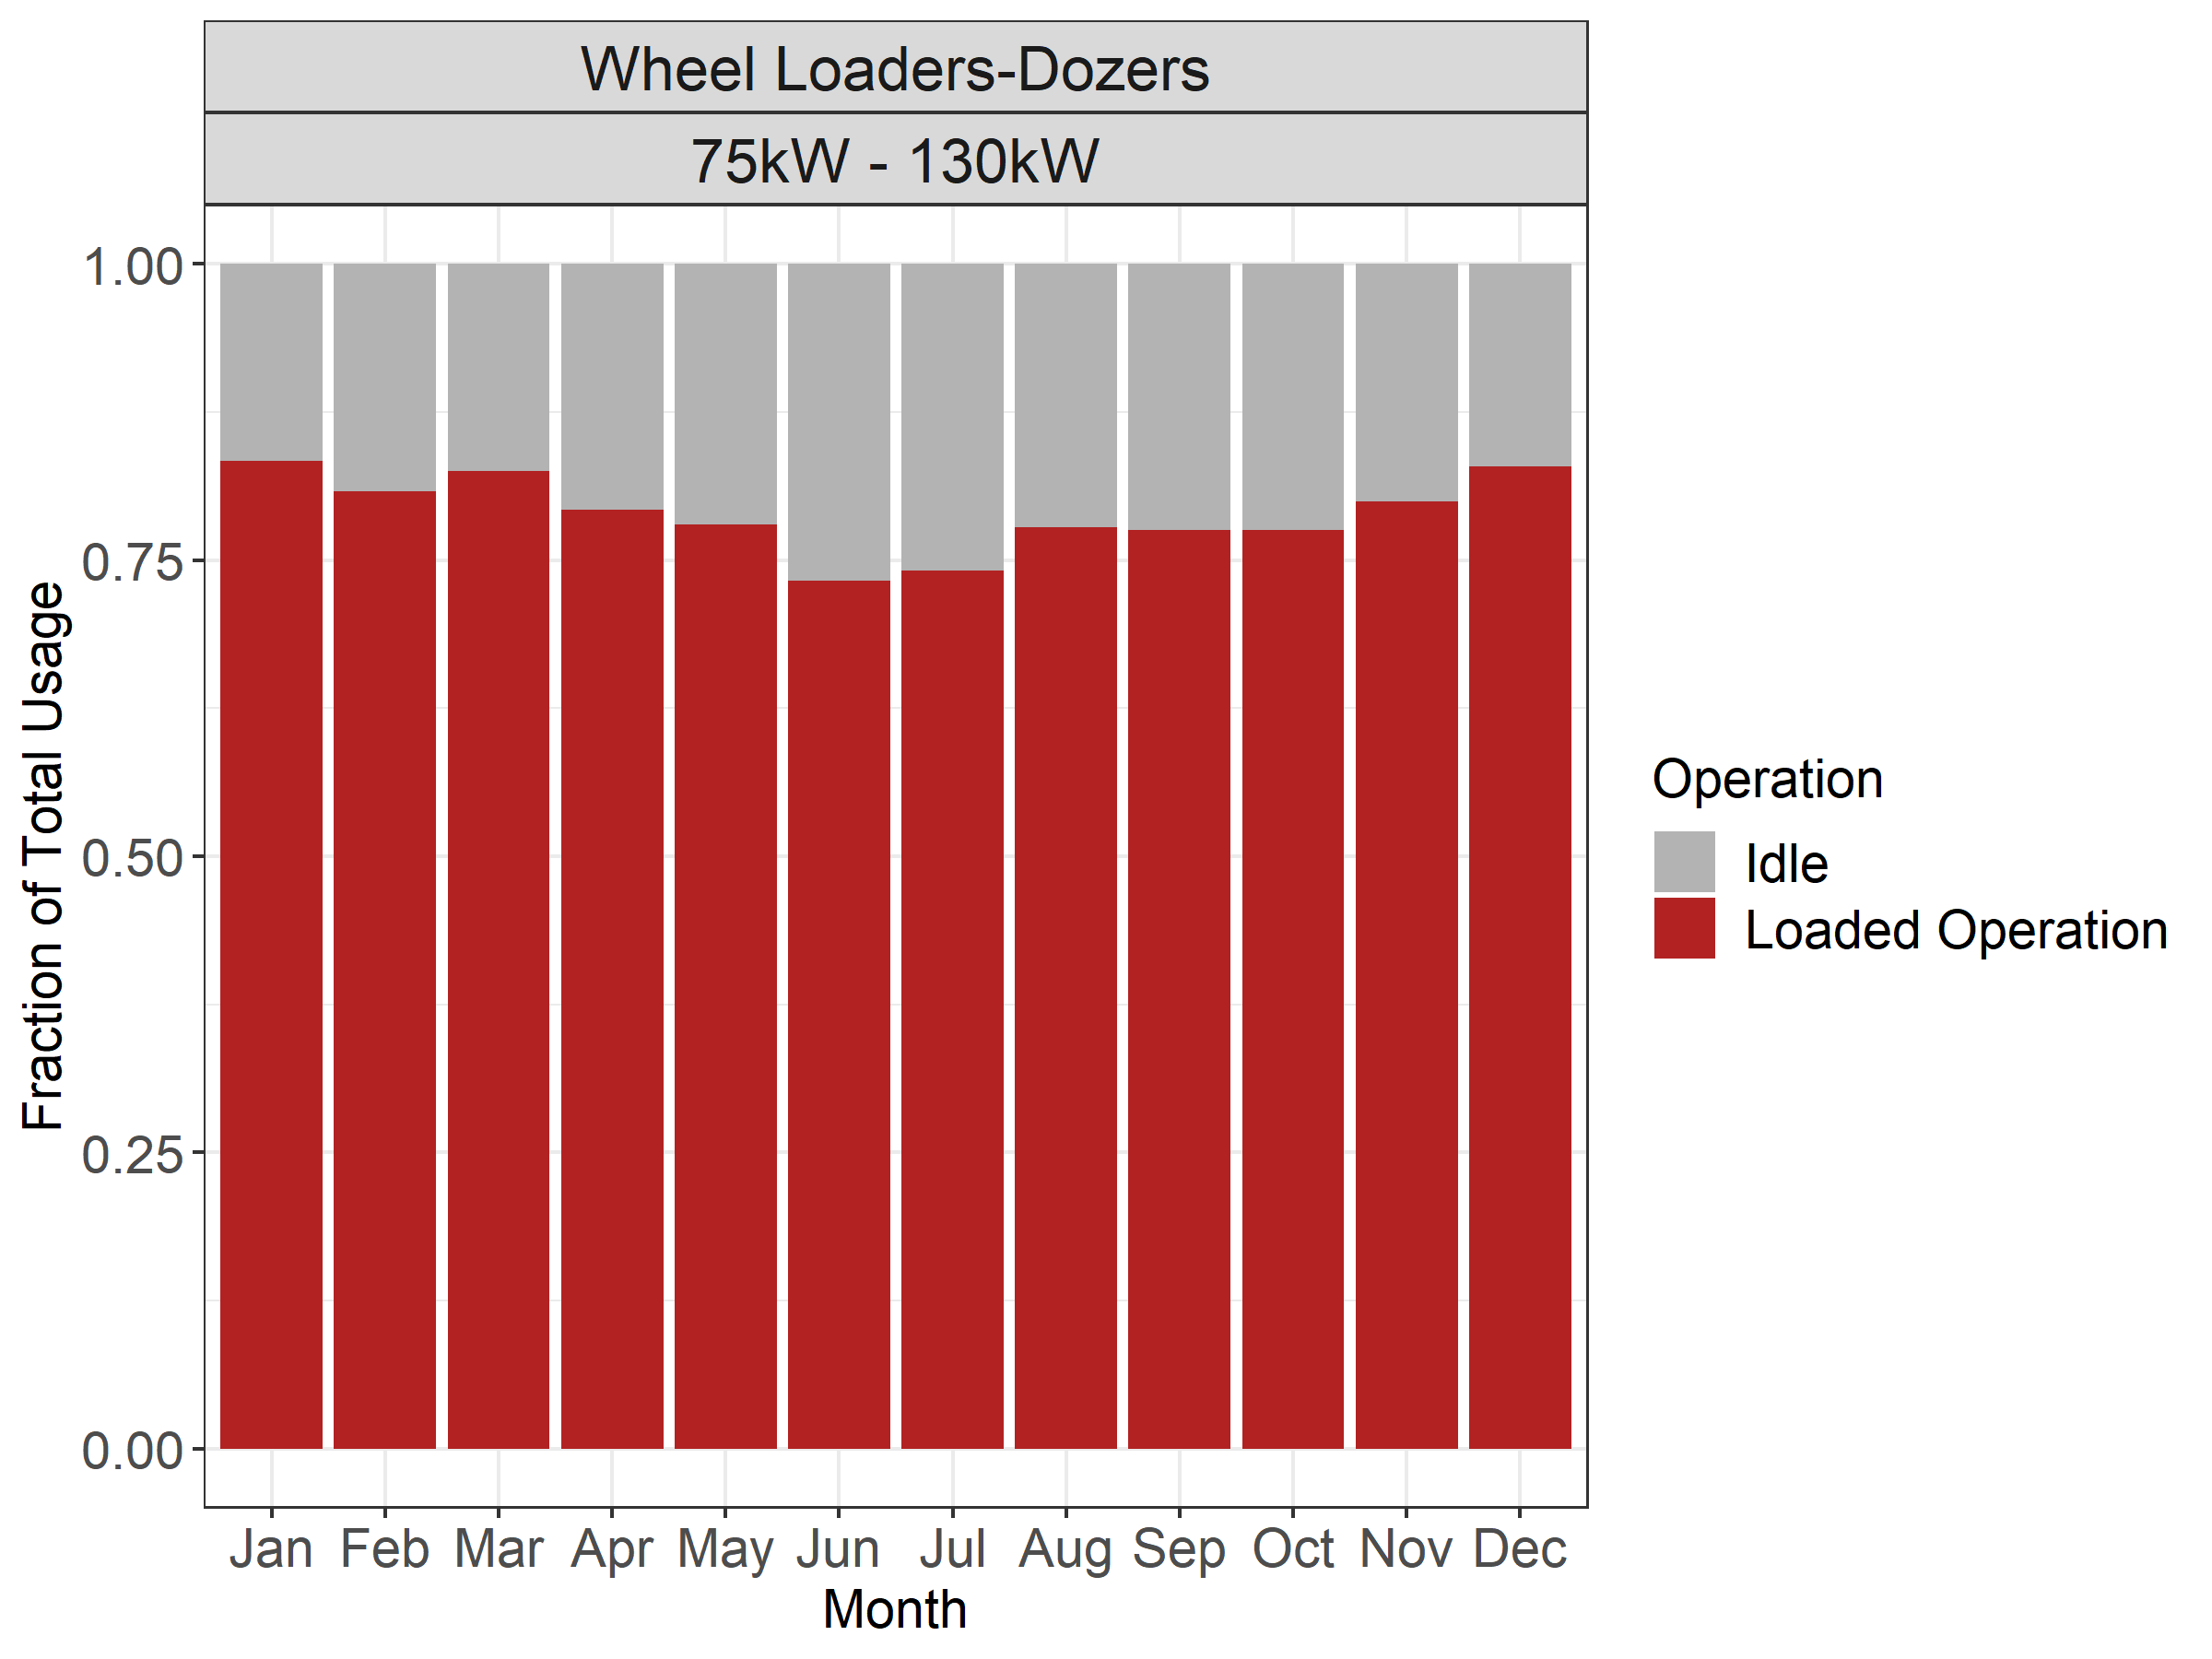 Wheel Loaders-Dozers
75kW - 130kW
1.00
0.75
0.50
0.25
0.00
Fraction of Total Usage
Jan Feb Mar Apr May Jun Jul Aug Sep Oct Nov Dec
Month
Operation
Idle
Loaded Operation